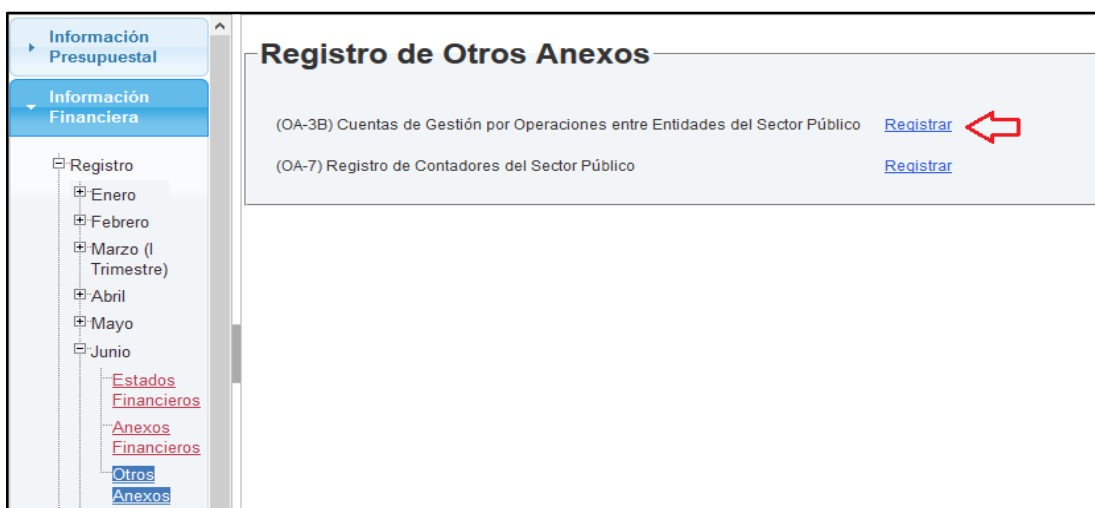 Información
Presupuestal
Información
Financiera
Registro
Enero
Febrero
Marzo (I
Trimestre)
Abril
Mayo
Junio
Estados
Financieros
Anexos
Financieros
Otros
Anexos
Registro de Otros Anexos
(OA-3B) Cuentas de Gestión por Operaciones entre Entidades del Sector Público Registrar
(OA-7) Registro de Contadores del Sector Público Registrar